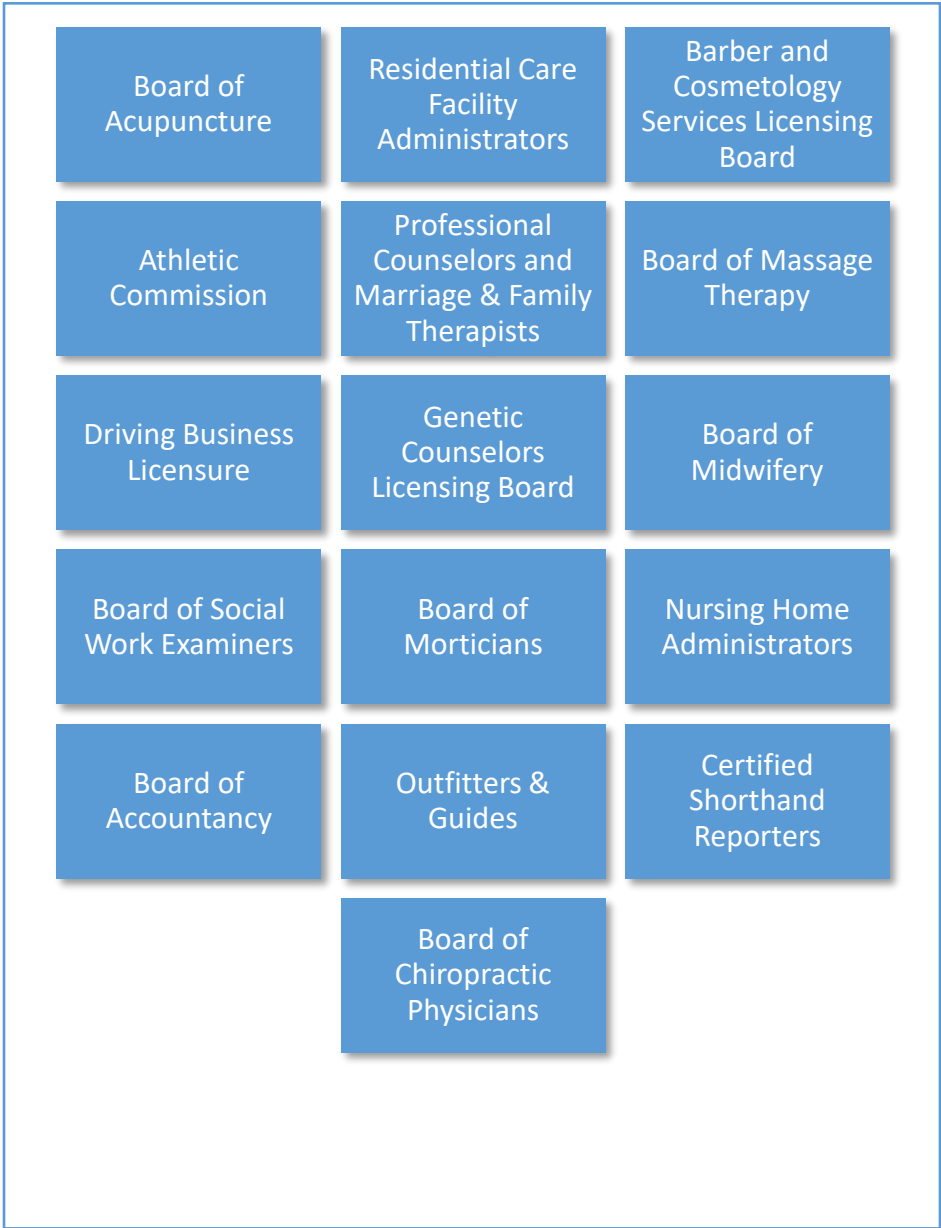 Board of
Acupuncture
Residential Care
Facility
Administrators
Barber and
Cosmetology
Services Licensing
Board
Athletic
Commission
Professional
Counselors and
Marriage & Family
Therapists
Board of Massage
Therapy
Driving Business
Licensure
Genetic
Counselors
Licensing Board
Board of
Midwifery
Board of Social
Work Examiners
Board of
Morticians
Nursing Home
Administrators
Board of
Accountancy
Outfitters &
Guides
Certified
Shorthand
Reporters
Board of
Chiropractic
Physicians